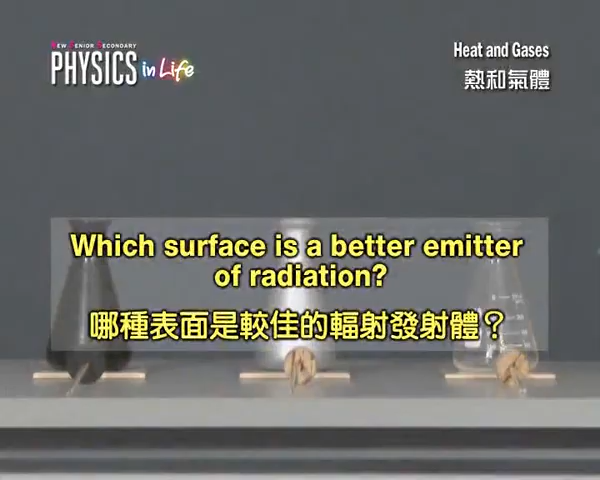 NEW SENIOR SECONDARY
PHYSICS in Life
Heat and Gases
熱和氣體
Which surface is a better emitter
of radiation?
哪種表面是較佳的輻射發射體？